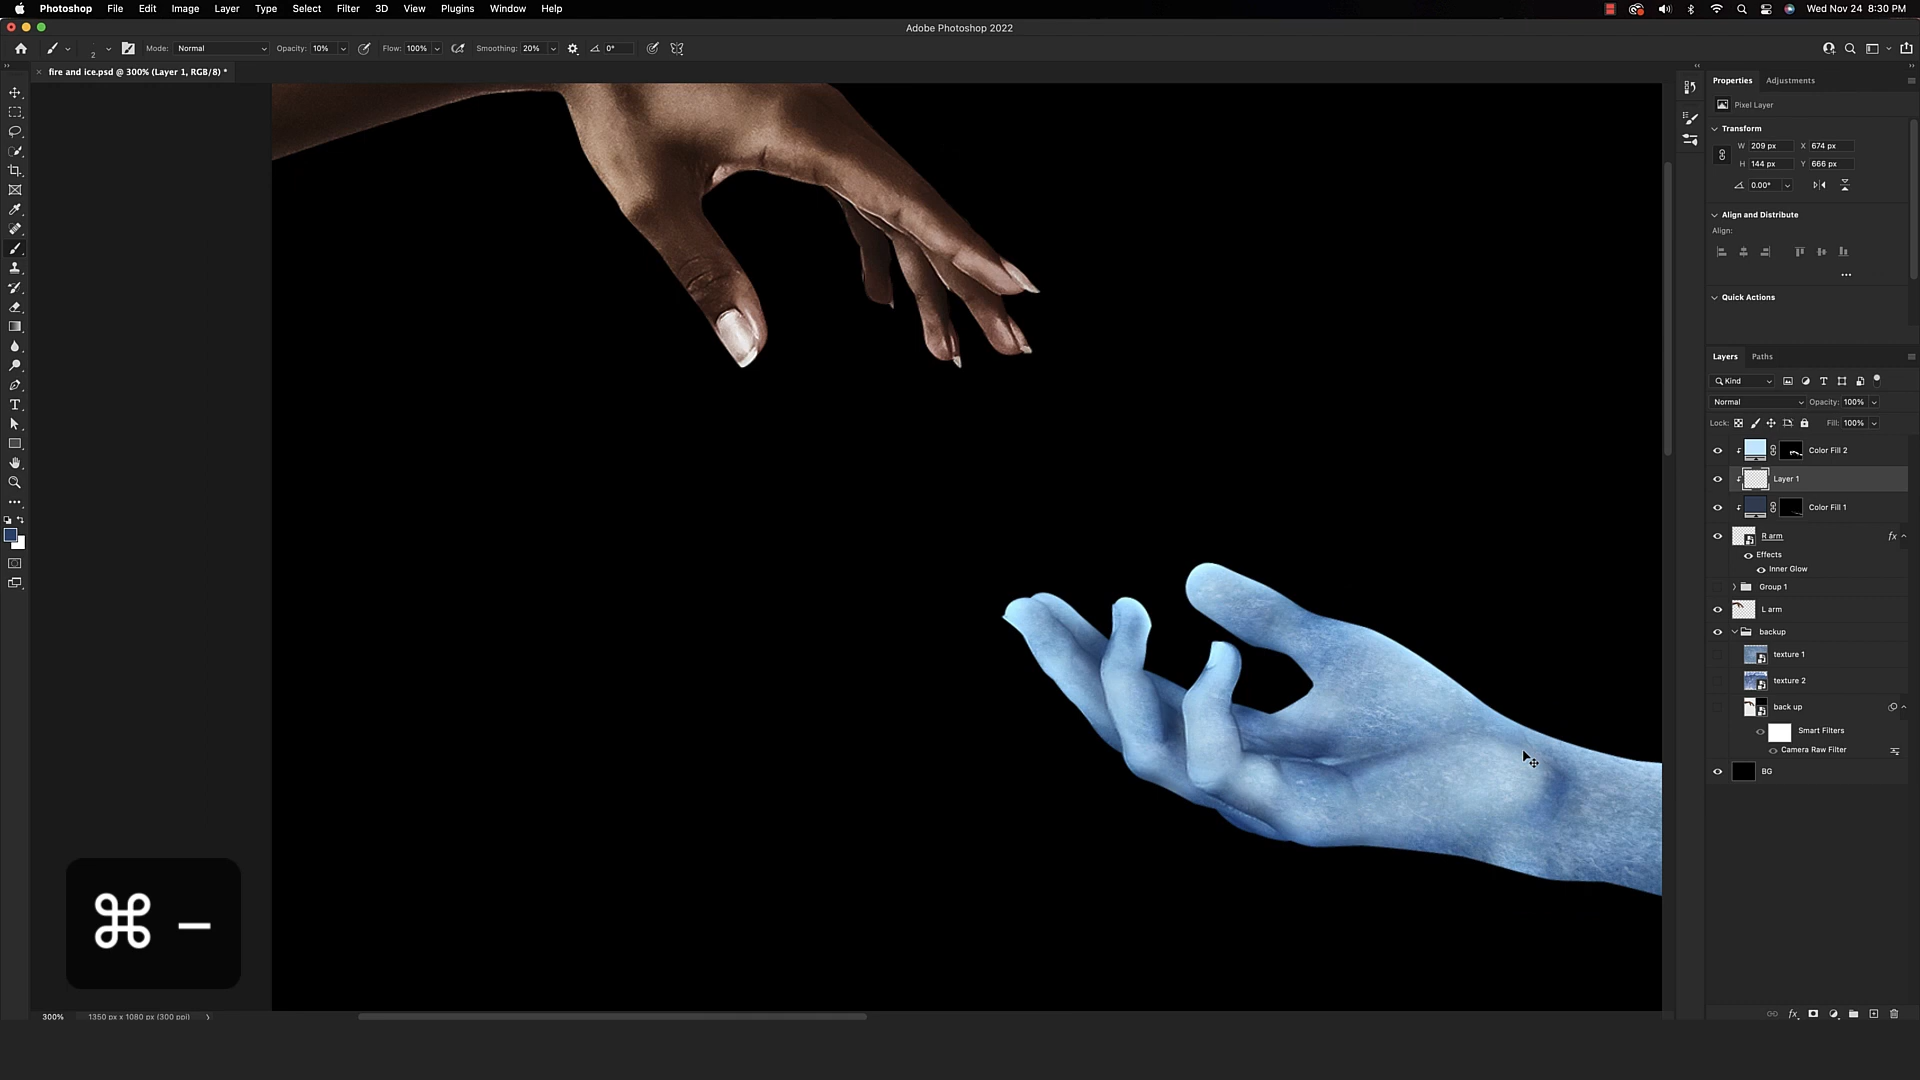 Photoshop File Edit Image Layer Type Select Filter 3D View Plugins Window Help Wed Nov 24 8:30 PM
Adobe Photoshop 2022
2 Mode: Normal Opacity: 10% Flow: 100% Smoothing: 20% 0°
fire and ice.psd @ 300% (Layer 1, RGB/8) *
Properties Adjustments
Pixel Layer
Transform
W 209 px X 674 px
H 144 px Y 666 px
0.00°
Align and Distribute
Align:
Quick Actions
Layers Paths
Kind
Normal Opacity: 100%
Lock: Fill: 100%
Color Fill 2
Layer 1
Color Fill 1
R arm fx
Effects
Inner Glow
Group 1
L arm
backup
texture 1
texture 2
back up
Smart Filters
Camera Raw Filter
BG
⌘ –
300% 1350 px x 1080 px (300 ppi)
fx